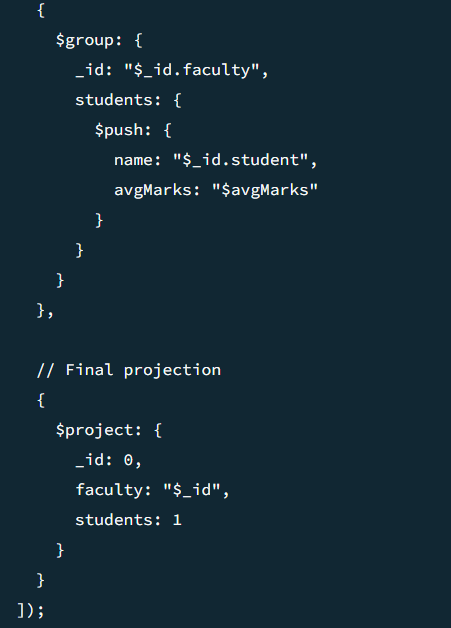 {
$group: {
_id: "$_id.faculty",
students: {
$push: {
name: "$_id.student",
avgMarks: "$avgMarks"
}
}
}
},
// Final projection
{
$project: {
_id: 0,
faculty: "$_id",
students: 1
}
}
]);